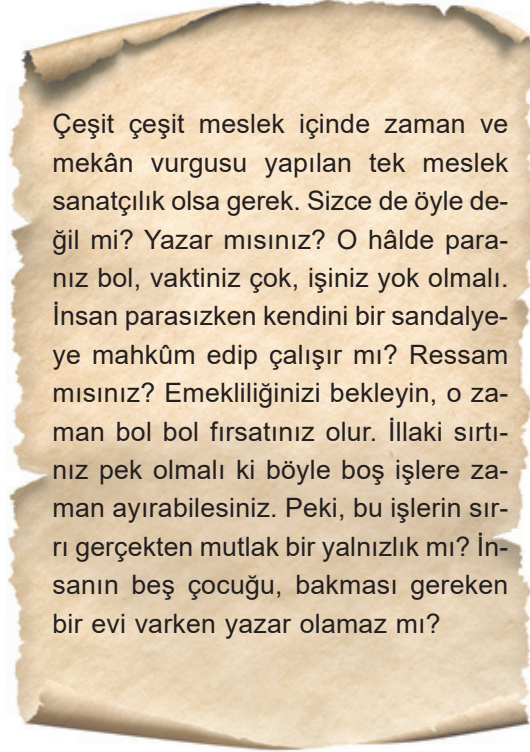 Çeşit çeşit meslek içinde zaman ve
mekân vurgusu yapılan tek meslek
sanatçılık olsa gerek. Sizce de öyle de-
ğil mi? Yazar mısınız? O hâlde para-
nız bol, vaktiniz çok, işiniz yok olmalı.
İnsan parasızken kendini bir sandalye-
ye mahkûm edip çalışır mı? Ressam
mısınız? Emekliliğinizi bekleyin, o za-
man bol bol fırsatınız olur. İllaki sırtı-
nız pek olmalı ki böyle boş işlere za-
man ayırabilesiniz. Peki, bu işlerin sır-
rı gerçekten mutlak bir yalnızlık mı? İn-
sanın beş çocuğu, bakması gereken
bir evi varken yazar olamaz mı?